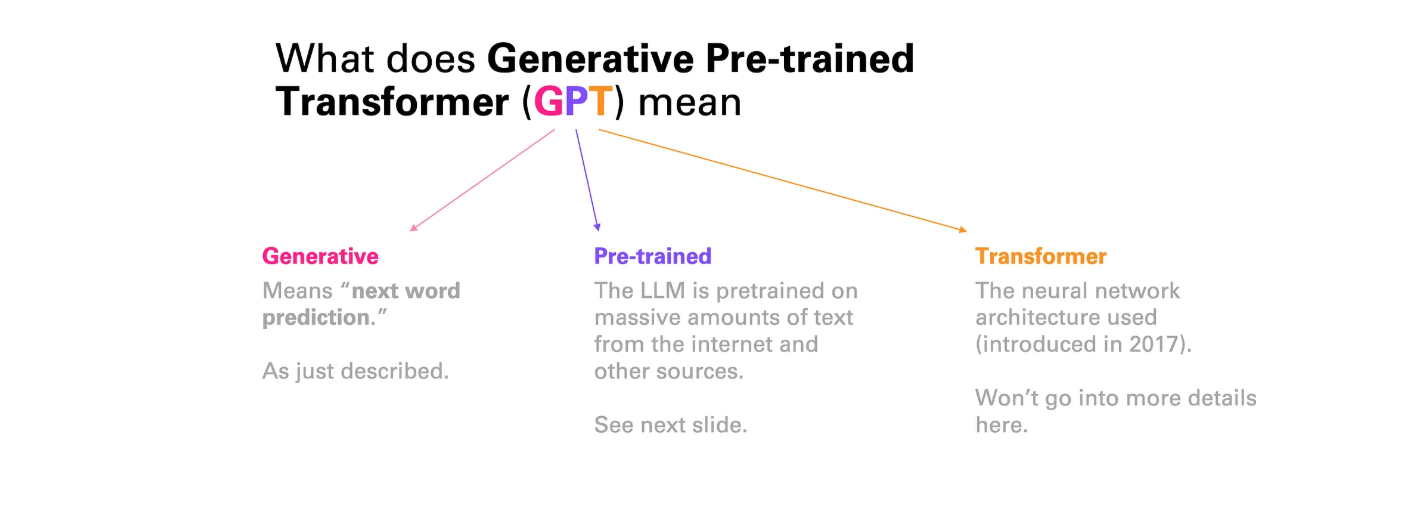 What does Generative Pre-trained
Transformer (GPT) mean
Generative
Means “next word
prediction.”
As just described.
Pre-trained
The LLM is pretrained on
massive amounts of text
from the internet and
other sources.
See next slide.
Transformer
The neural network
architecture used
(introduced in 2017).
Won’t go into more details
here.